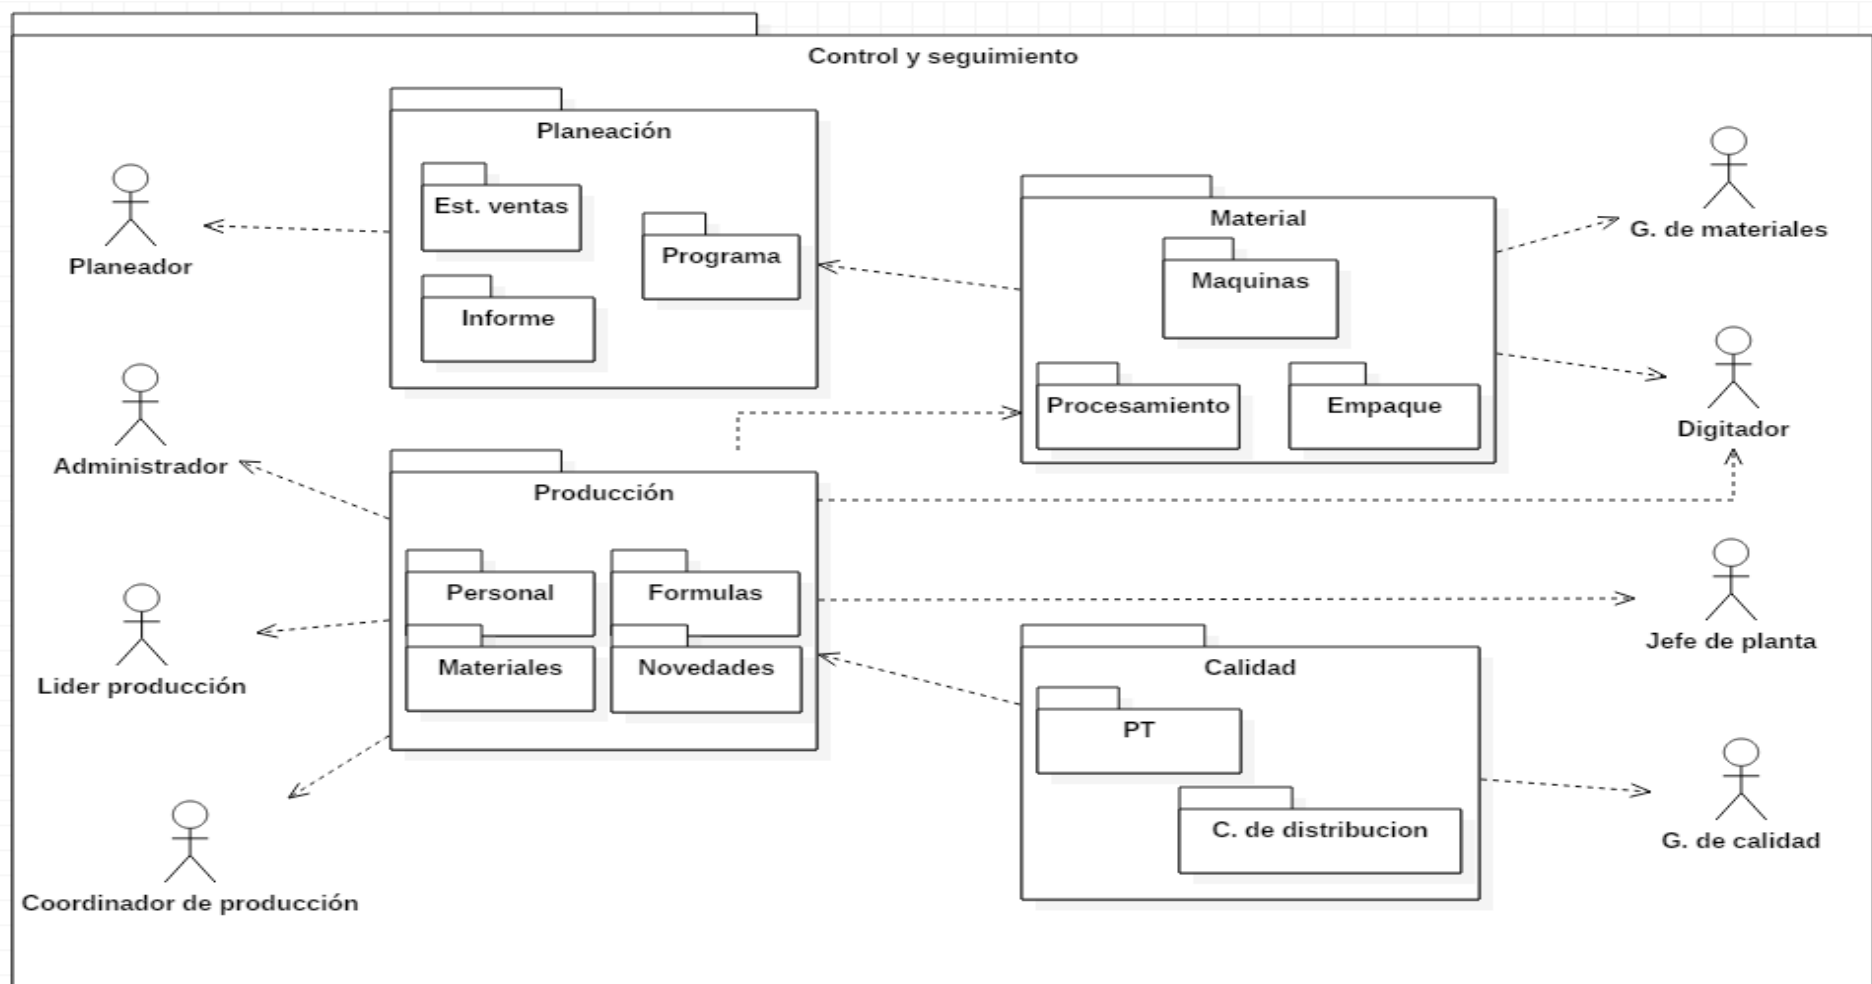 Control y seguimiento
Planeación
Est. ventas
Programa
Informe
Planeador
Material
Maquinas
Procesamiento
Empaque
G. de materiales
Digitador
Administrador
Producción
Personal
Formulas
Materiales
Novedades
Lider producción
Jefe de planta
Calidad
PT
C. de distribucion
G. de calidad
Coordinador de producción